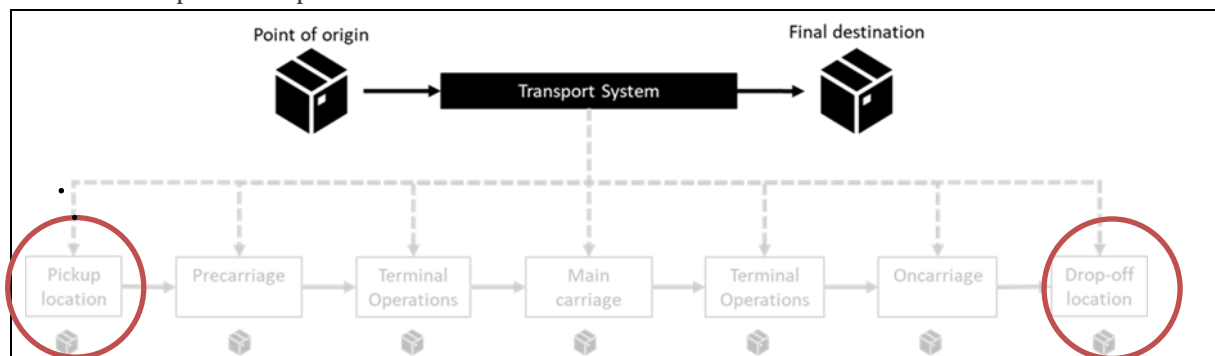 Point of origin
Final destination
Transport System
Pickup
location
Precarriage
Terminal
Operations
Main
carriage
Terminal
Operations
Oncarriage
Drop-off
location